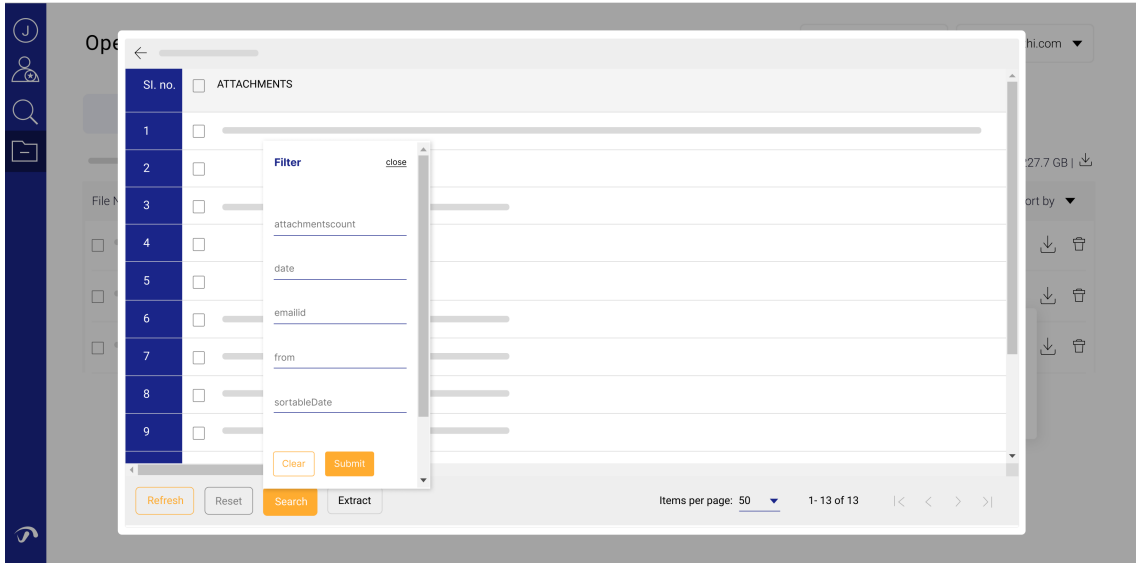 J
Ope
hi.com
Sl. no.
ATTACHMENTS
1
2
3
4
5
6
7
8
9
Filter
close
attachmentscount
date
emailid
from
sortableDate
Clear
Submit
27.7 GB |
File N
ort by
Refresh
Reset
Search
Extract
Items per page: 50
1- 13 of 13